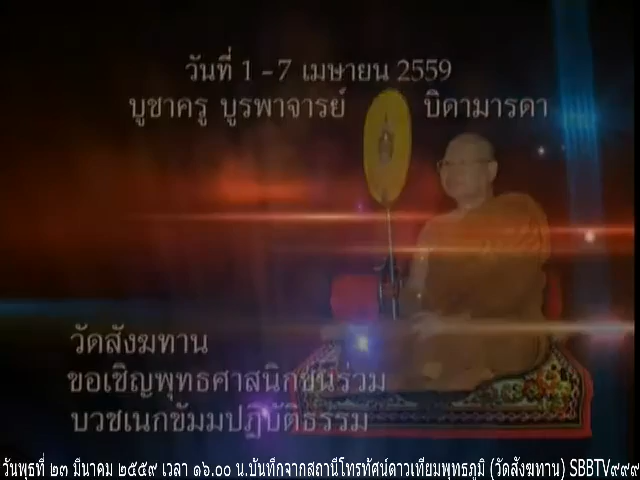 วันที่ 1 - 7 เมษายน 2559
บูชาครู บูรพาจารย์ บิดามารดา
วัดสังฆทาน
ขอเชิญพุทธศาสนิกชนร่วม
บวชเนกขัมมปฏิบัติธรรม
วันพุธที่ ๒๓ มีนาคม ๒๕๕๙ เวลา ๑๖.๐๐ น.บันทึกจากสถานีโทรทัศน์ดาวเทียมพุทธภูมิ (วัดสังฆทาน) SBBTV๙๙๙